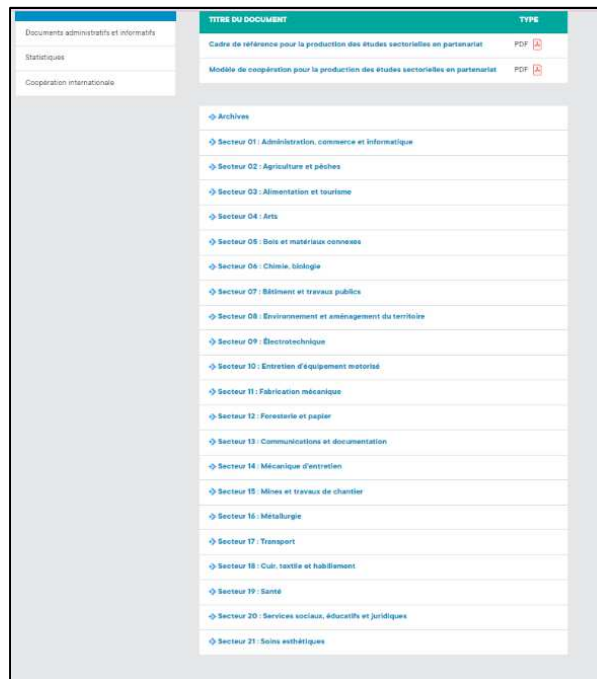 Documents administratifs et informatifs
Statistiques
Coopération internationale
TITRE DU DOCUMENT TYPE
Cadre de référence pour la production des études sectorielles en partenariat PDF
Modèle de coopération pour la production des études sectorielles en partenariat PDF
Archives
Secteur 01 : Administration, commerce et informatique
Secteur 02 : Agriculture et pêches
Secteur 03 : Alimentation et tourisme
Secteur 04 : Arts
Secteur 05 : Bois et matériaux connexes
Secteur 06 : Chimie, biologie
Secteur 07 : Bâtiment et travaux publics
Secteur 08 : Environnement et aménagement du territoire
Secteur 09 : Électrotechnique
Secteur 10 : Entretien d'équipement motorisé
Secteur 11 : Fabrication mécanique
Secteur 12 : Foresterie et papier
Secteur 13 : Communications et documentation
Secteur 14 : Mécanique d'entretien
Secteur 15 : Mines et travaux de chantier
Secteur 16 : Métallurgie
Secteur 17 : Transport
Secteur 18 : Cuir, textile et habillement
Secteur 19 : Santé
Secteur 20 : Services sociaux, éducatifs et juridiques
Secteur 21 : Soins esthétiques